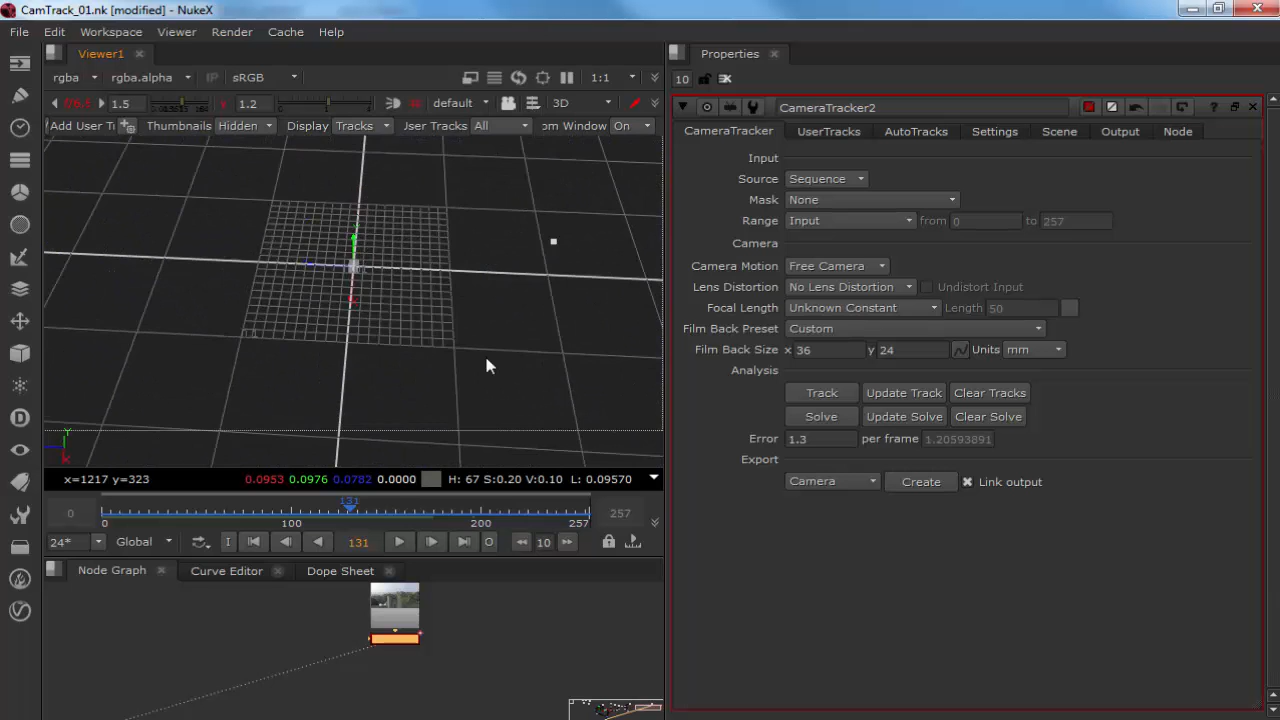 CamTrack_01.nk [modified] - NukeX
File Edit Workspace Viewer Render Cache Help
Viewer1
rgba rgba.alpha IP sRGB 1:1
1.5 Y 1.2 default 3D
Add User T Thumbnails Hidden Display Tracks User Tracks All om Window On
x=1217 y=323 0.0953 0.0976 0.0782 0.0000 H: 67 S:0.20 V:0.10 L: 0.09570
131
0 0 100 200 257 257
24* Global I 131 O 10
Node Graph Curve Editor Dope Sheet
Properties
10
CameraTracker2 ?
CameraTracker UserTracks AutoTracks Settings Scene Output Node
Input
Source Sequence
Mask None
Range Input from 0 to 257
Camera
Camera Motion Free Camera
Lens Distortion No Lens Distortion Undistort Input
Focal Length Unknown Constant Length 50
Film Back Preset Custom
Film Back Size x 36 y 24 Units mm
Analysis
Track Update Track Clear Tracks
Solve Update Solve Clear Solve
Error 1.3 per frame 1.20593891
Export
Camera Create Link output